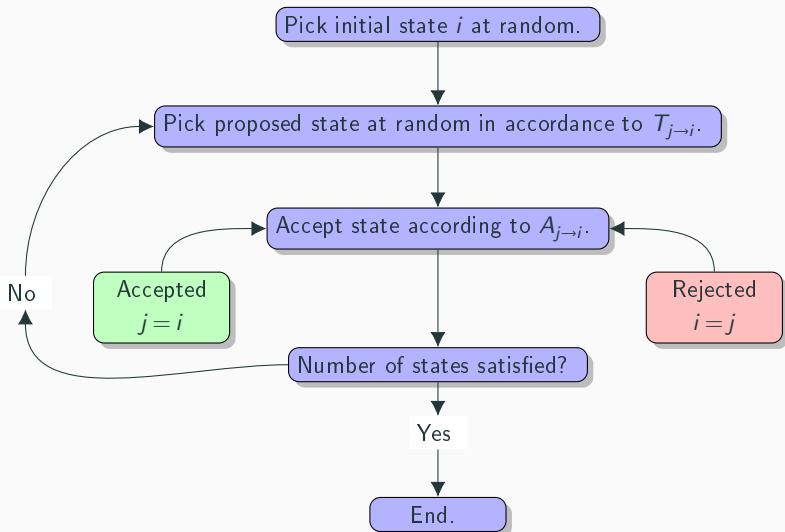 Pick initial state i at random.
Pick proposed state at random in accordance to T_{j→i}.
Accept state according to A_{j→i}.
Accepted
j = i
Rejected
i = j
No
Number of states satisfied?
Yes
End.